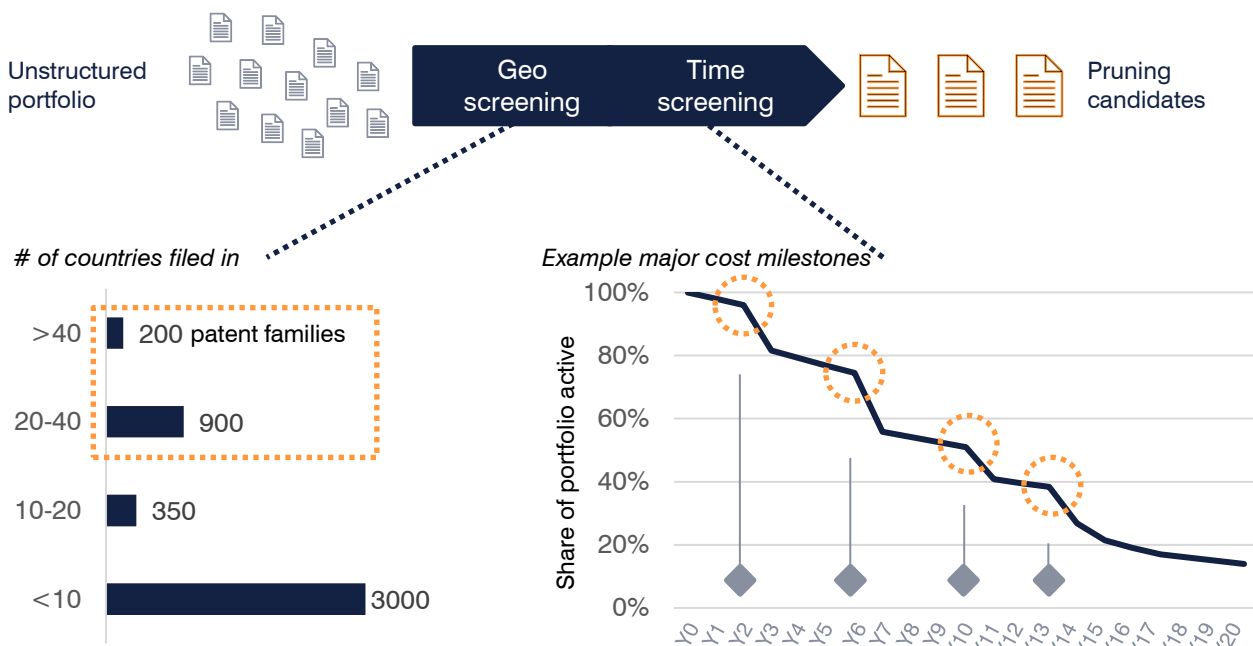 Unstructured
portfolio
Geo
screening
Time
screening
Pruning
candidates
# of countries filed in
>40
200 patent families
20-40
900
10-20
350
<10
3000
Example major cost milestones
Share of portfolio active
100%
80%
60%
40%
20%
0%
Y0
Y1
Y2
Y3
Y4
Y5
Y6
Y7
Y8
Y9
Y10
Y11
Y12
Y13
Y14
Y15
Y16
Y17
Y18
Y19
Y20